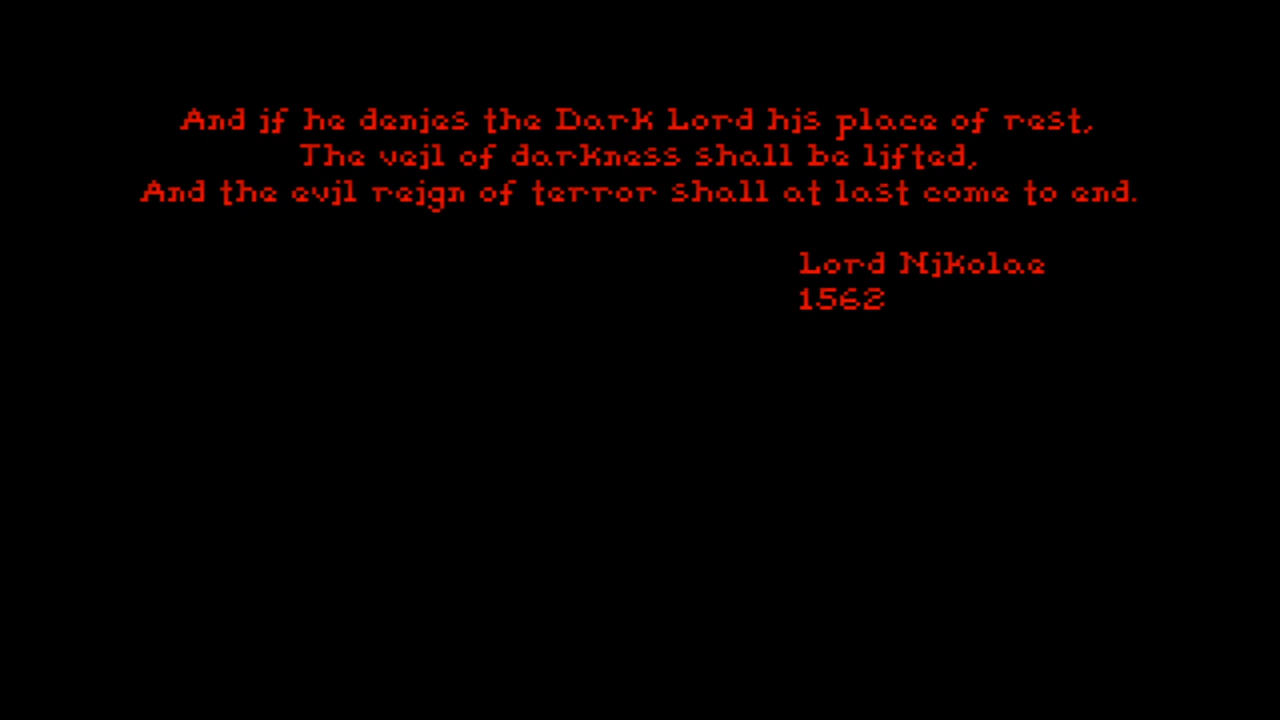 And if he denies the Dark Lord his place of rest,
The veil of darkness shall be lifted,
And the evil reign of terror shall at last come to end.
Lord Nikolae
1562